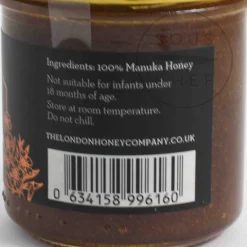 Ingredients: 100% Manuka Honey
Not suitable for infants under
18 months of age.
Store at room temperature.
Do not chill.
THELONDONHONEYCOMPANY.CO.UK
0 634158 996160